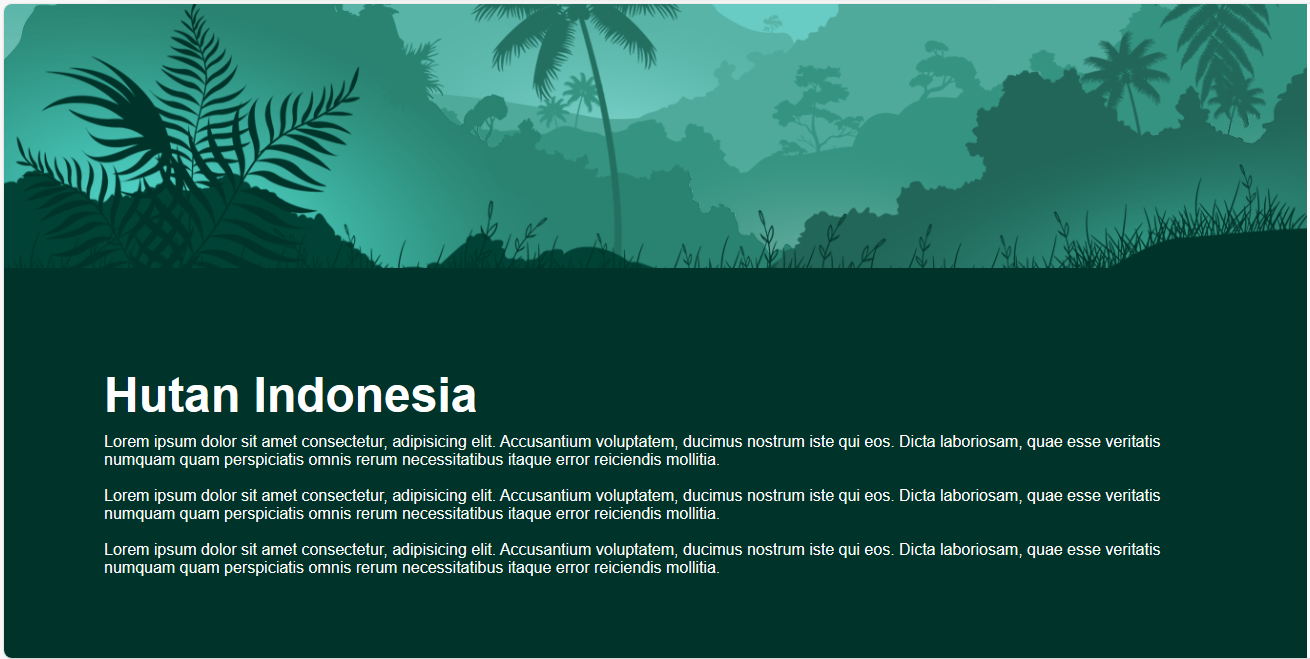 Hutan Indonesia
Lorem ipsum dolor sit amet consectetur, adipisicing elit. Accusantium voluptatem, ducimus nostrum iste qui eos. Dicta laboriosam, quae esse veritatis
numquam quam perspiciatis omnis rerum necessitatibus itaque error reiciendis mollitia.
Lorem ipsum dolor sit amet consectetur, adipisicing elit. Accusantium voluptatem, ducimus nostrum iste qui eos. Dicta laboriosam, quae esse veritatis
numquam quam perspiciatis omnis rerum necessitatibus itaque error reiciendis mollitia.
Lorem ipsum dolor sit amet consectetur, adipisicing elit. Accusantium voluptatem, ducimus nostrum iste qui eos. Dicta laboriosam, quae esse veritatis
numquam quam perspiciatis omnis rerum necessitatibus itaque error reiciendis mollitia.